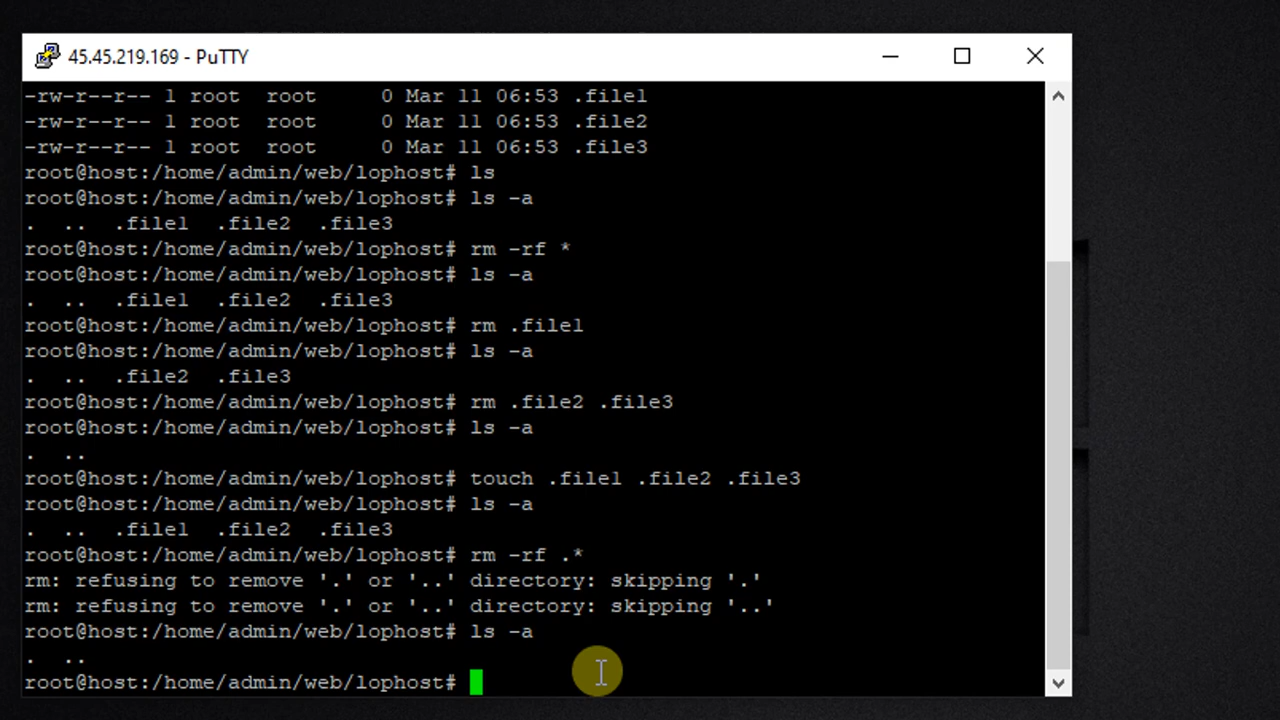 45.45.219.169 - PuTTY
-rw-r--r-- 1 root  root     0 Mar 11 06:53 .file1
-rw-r--r-- 1 root  root     0 Mar 11 06:53 .file2
-rw-r--r-- 1 root  root     0 Mar 11 06:53 .file3
root@host:/home/admin/web/lophost# ls
root@host:/home/admin/web/lophost# ls -a
.  ..  .file1  .file2  .file3
root@host:/home/admin/web/lophost# rm -rf *
root@host:/home/admin/web/lophost# ls -a
.  ..  .file1  .file2  .file3
root@host:/home/admin/web/lophost# rm .file1
root@host:/home/admin/web/lophost# ls -a
.  ..  .file2  .file3
root@host:/home/admin/web/lophost# rm .file2 .file3
root@host:/home/admin/web/lophost# ls -a
.  ..
root@host:/home/admin/web/lophost# touch .file1 .file2 .file3
root@host:/home/admin/web/lophost# ls -a
.  ..  .file1  .file2  .file3
root@host:/home/admin/web/lophost# rm -rf .*
rm: refusing to remove '.' or '..' directory: skipping '.'
rm: refusing to remove '.' or '..' directory: skipping '..'
root@host:/home/admin/web/lophost# ls -a
.  ..
root@host:/home/admin/web/lophost#